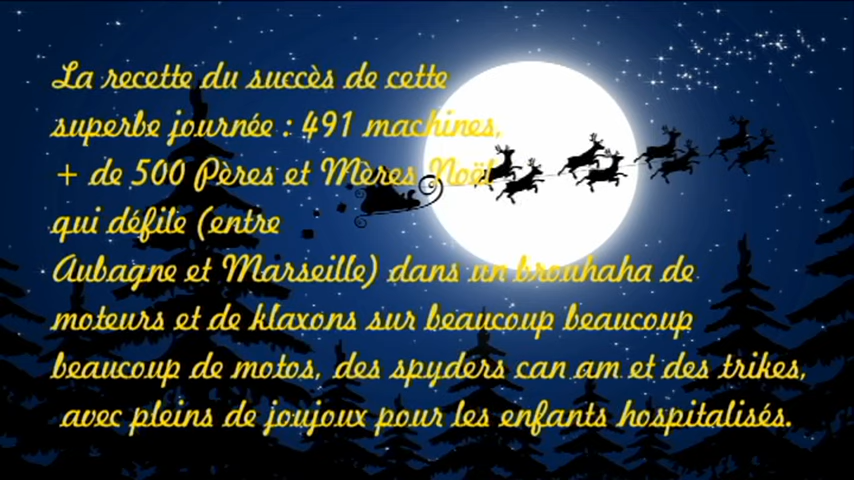 La recette du succès de cette
superbe journée : 491 machines,
+ de 500 Pères et Mères Noël
qui défile (entre
Aubagne et Marseille) dans un brouhaha de
moteurs et de klaxons sur beaucoup beaucoup
beaucoup de motos, des spyders can am et des trikes,
avec pleins de joujoux pour les enfants hospitalisés.